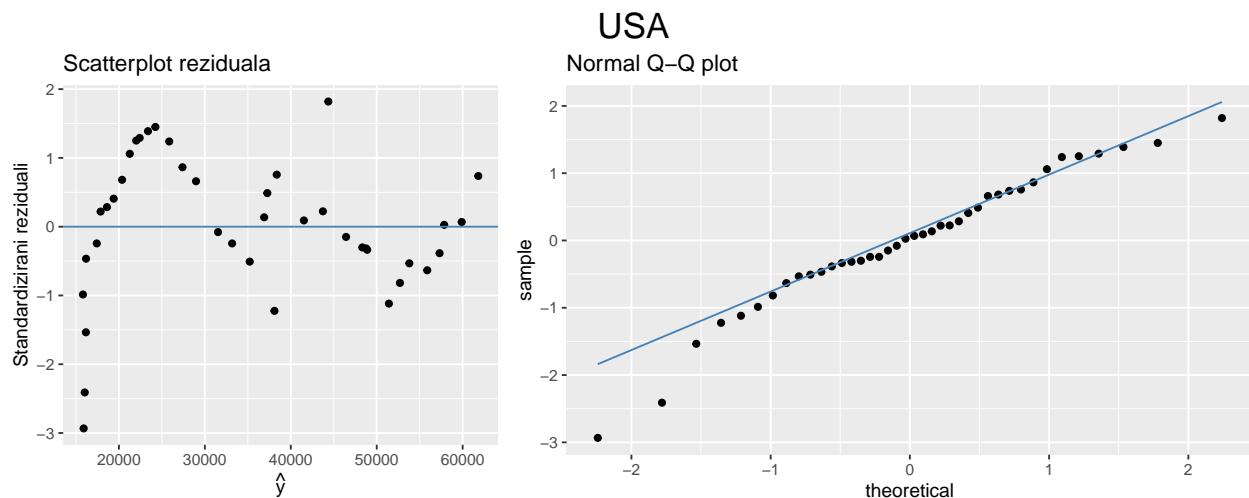 USA
Scatterplot reziduala
Standardizirani reziduali
2
1
0
−1
−2
−3
20000 30000 40000 50000 60000
ŷ
Normal Q−Q plot
sample
2
1
0
−1
−2
−3
−2 −1 0 1 2
theoretical